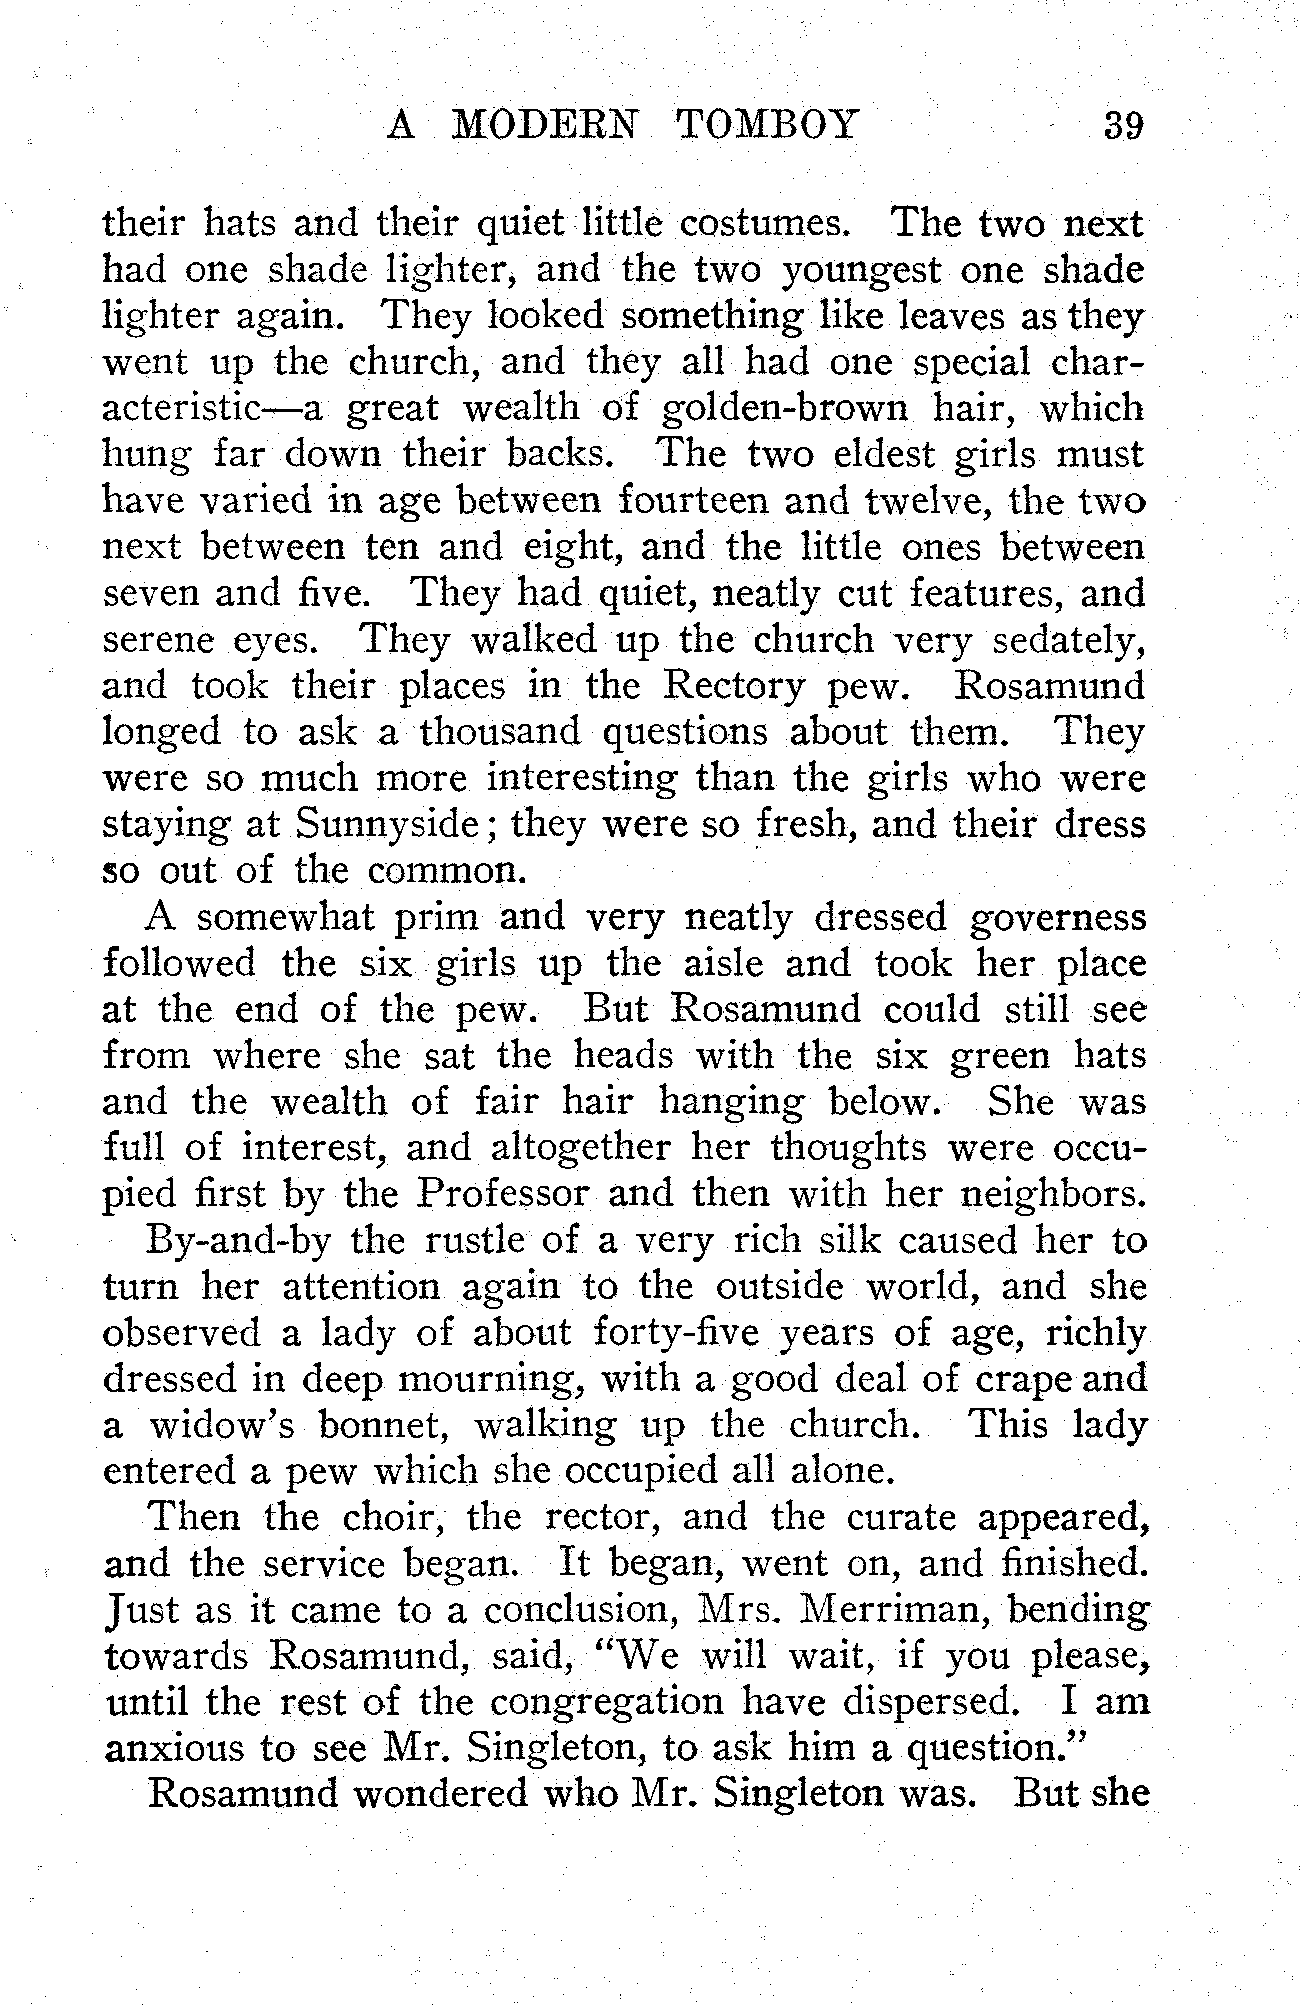 A MODERN TOMBOY 39
their hats and their quiet little costumes. The two next
had one shade lighter, and the two youngest one shade
lighter again. They looked something like leaves as they
went up the church, and they all had one special char-
acteristic—a great wealth of golden-brown hair, which
hung far down their backs. The two eldest girls must
have varied in age between fourteen and twelve, the two
next between ten and eight, and the little ones between
seven and five. They had quiet, neatly cut features, and
serene eyes. They walked up the church very sedately,
and took their places in the Rectory pew. Rosamund
longed to ask a thousand questions about them. They
were so much more interesting than the girls who were
staying at Sunnyside; they were so fresh, and their dress
so out of the common.
A somewhat prim and very neatly dressed governess
followed the six girls up the aisle and took her place
at the end of the pew. But Rosamund could still see
from where she sat the heads with the six green hats
and the wealth of fair hair hanging below. She was
full of interest, and altogether her thoughts were occu-
pied first by the Professor and then with her neighbors.
By-and-by the rustle of a very rich silk caused her to
turn her attention again to the outside world, and she
observed a lady of about forty-five years of age, richly
dressed in deep mourning, with a good deal of crape and
a widow's bonnet, walking up the church. This lady
entered a pew which she occupied all alone.
Then the choir, the rector, and the curate appeared,
and the service began. It began, went on, and finished.
Just as it came to a conclusion, Mrs. Merriman, bending
towards Rosamund, said, "We will wait, if you please,
until the rest of the congregation have dispersed. I am
anxious to see Mr. Singleton, to ask him a question."
Rosamund wondered who Mr. Singleton was. But she